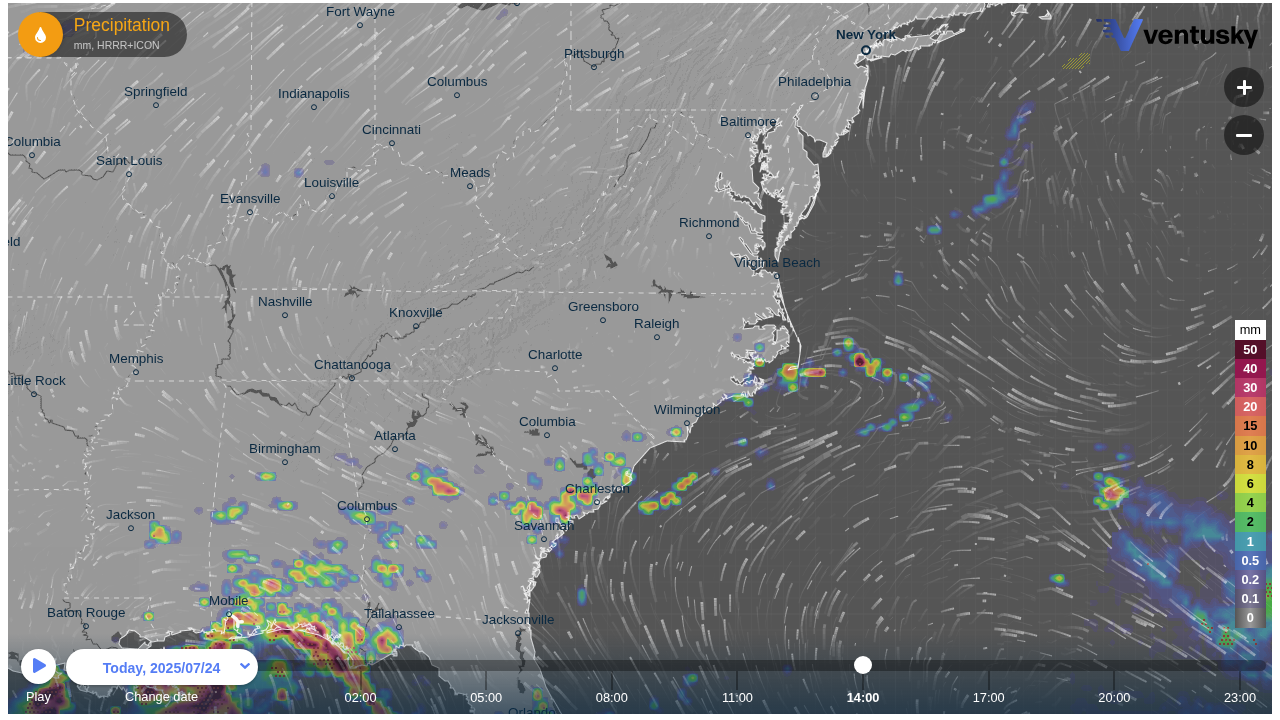 Precipitation
mm, HRRR+ICON
ventusky
Fort Wayne
New York
Pittsburgh
Columbus
Philadelphia
Springfield
Indianapolis
Baltimore
Cincinnati
Columbia
Saint Louis
Meads
Louisville
Evansville
Richmond
eld
Virginia Beach
Nashville
Knoxville
Greensboro
Raleigh
mm
50
40
30
20
15
10
8
6
4
2
1
0.5
0.2
0.1
0
Memphis
Chattanooga
Charlotte
Little Rock
Wilmington
Columbia
Atlanta
Birmingham
Charleston
Columbus
Jackson
Savannah
Mobile
Baton Rouge
Tallahassee
Jacksonville
Orlando
Today, 2025/07/24
Play
Change date
02:00
05:00
08:00
11:00
14:00
17:00
20:00
23:00